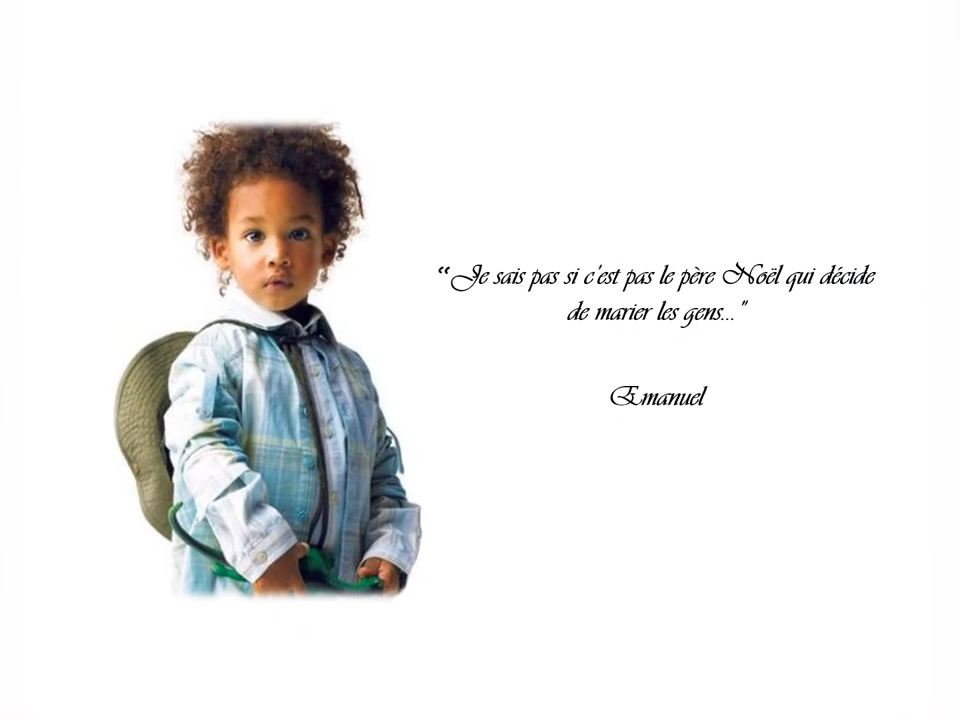 “Je sais pas si c'est pas le père Noël qui décide
de marier les gens..."
Emanuel